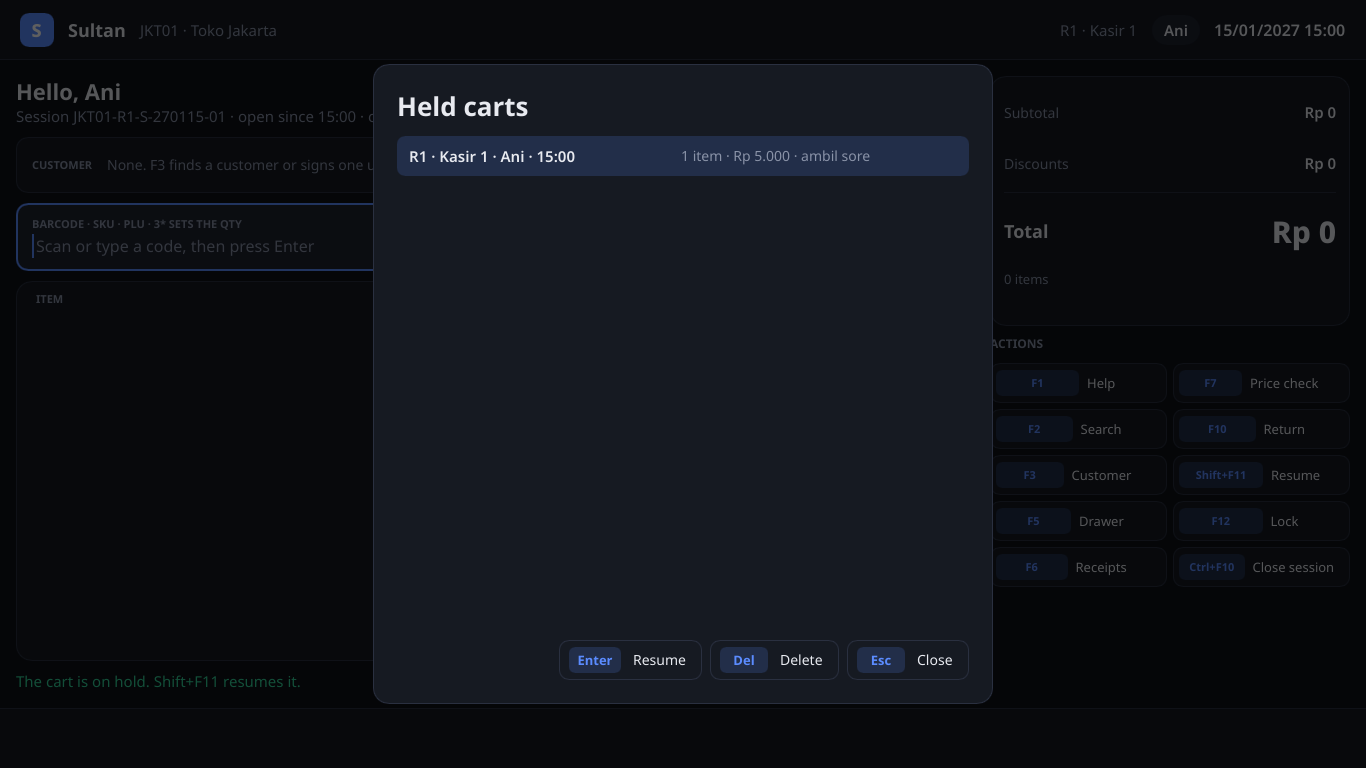 S Sultan JKT01 · Toko Jakarta R1 · Kasir 1 Ani 15/01/2027 15:00
Hello, Ani
Session JKT01-R1-S-270115-01 · open since 15:00 ·
CUSTOMER None. F3 finds a customer or signs one
BARCODE · SKU · PLU · 3* SETS THE QTY
Scan or type a code, then press Enter
ITEM
The cart is on hold. Shift+F11 resumes it.
Held carts
R1 · Kasir 1 · Ani · 15:00 1 item · Rp 5.000 · ambil sore
Enter Resume Del Delete Esc Close
Subtotal Rp 0
Discounts Rp 0
Total Rp 0
0 items
ACTIONS
F1 Help F7 Price check
F2 Search F10 Return
F3 Customer Shift+F11 Resume
F5 Drawer F12 Lock
F6 Receipts Ctrl+F10 Close session